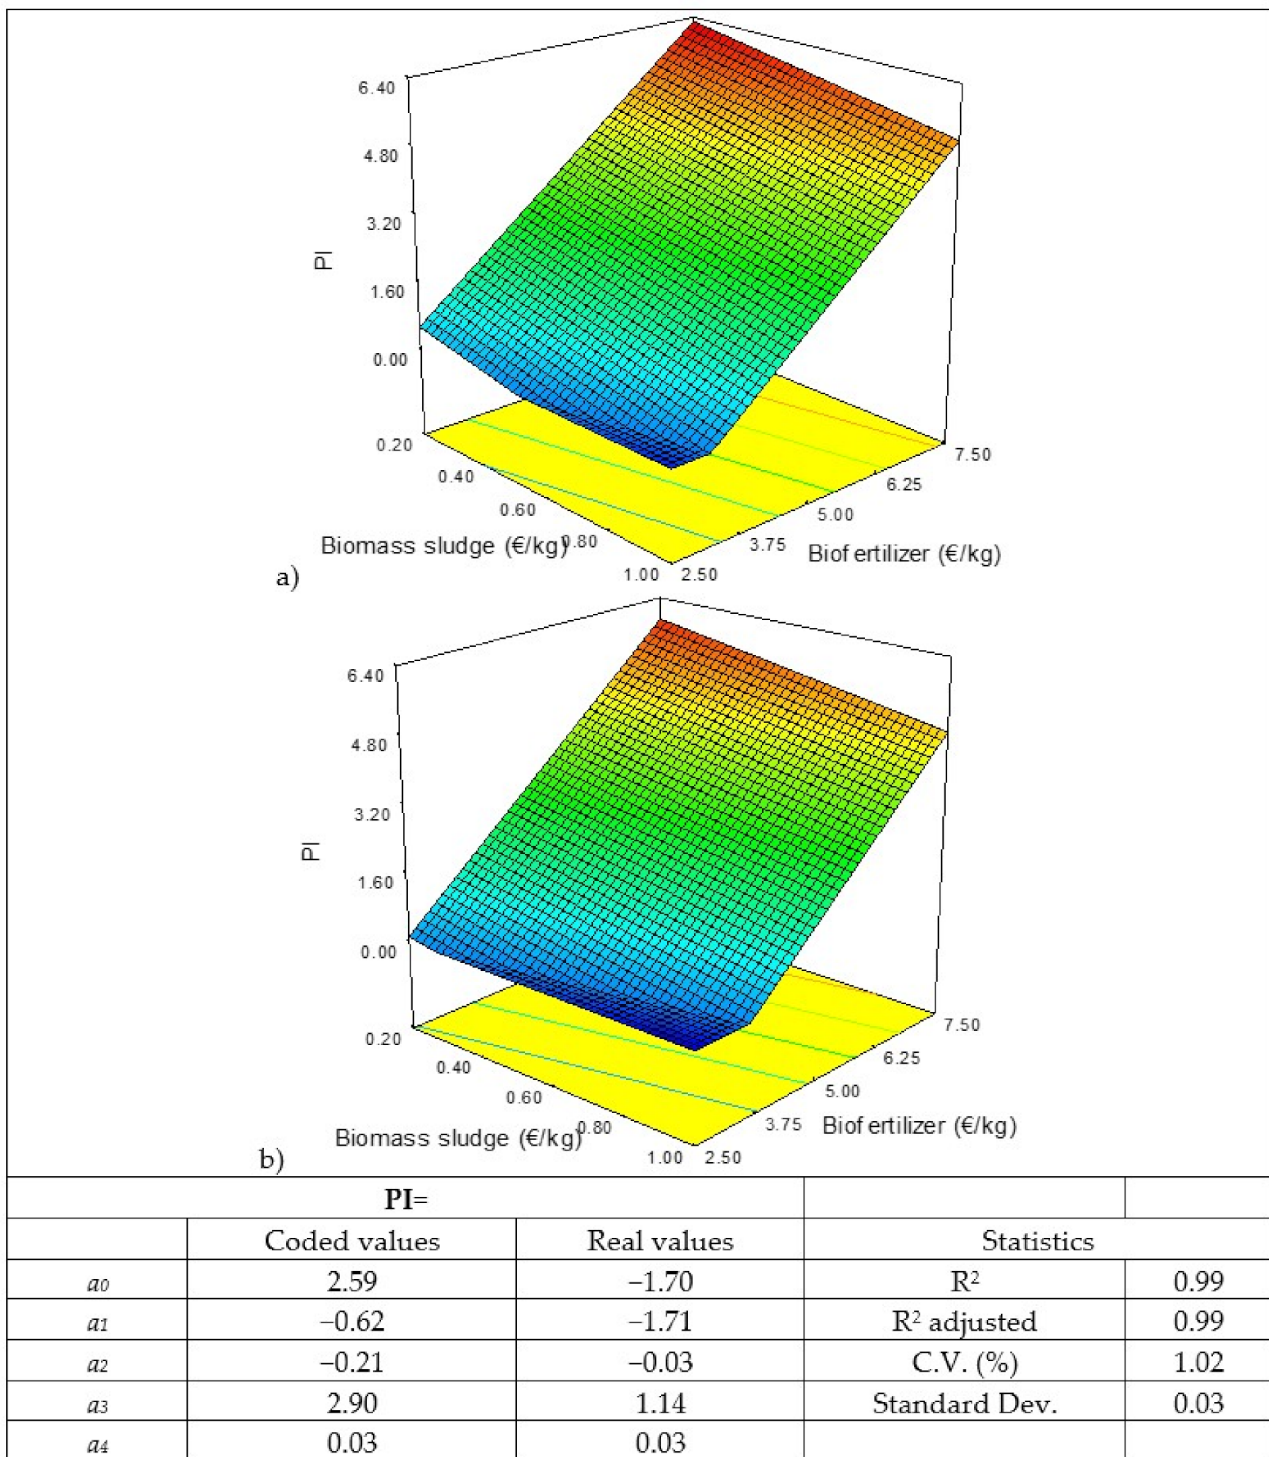 6.40
4.80
3.20
1.60
0.00
PI
0.20
0.40
0.60
0.80
1.00
Biomass sludge (€/kg)
2.50
3.75
5.00
6.25
7.50
Biofertilizer (€/kg)
a)
6.40
4.80
3.20
1.60
0.00
PI
0.20
0.40
0.60
0.80
1.00
Biomass sludge (€/kg)
2.50
3.75
5.00
6.25
7.50
Biofertilizer (€/kg)
b)
PI=
Coded values Real values Statistics
a0 2.59 −1.70 R² 0.99
a1 −0.62 −1.71 R² adjusted 0.99
a2 −0.21 −0.03 C.V. (%) 1.02
a3 2.90 1.14 Standard Dev. 0.03
a4 0.03 0.03